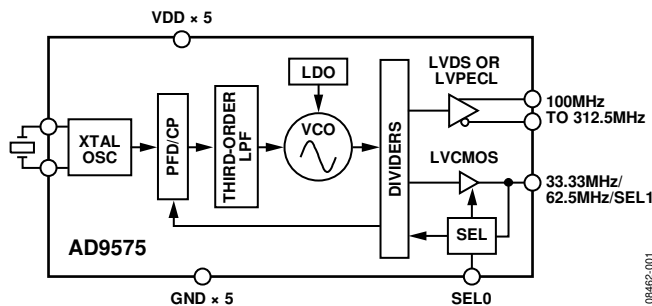 VDD × 5
LDO
LVDS OR
LVPECL
XTAL
OSC
PFD/CP
THIRD-ORDER
LPF
VCO
DIVIDERS
100MHz
TO 312.5MHz
LVCMOS
33.33MHz/
62.5MHz/SEL1
SEL
AD9575
GND × 5
SEL0
08462-001